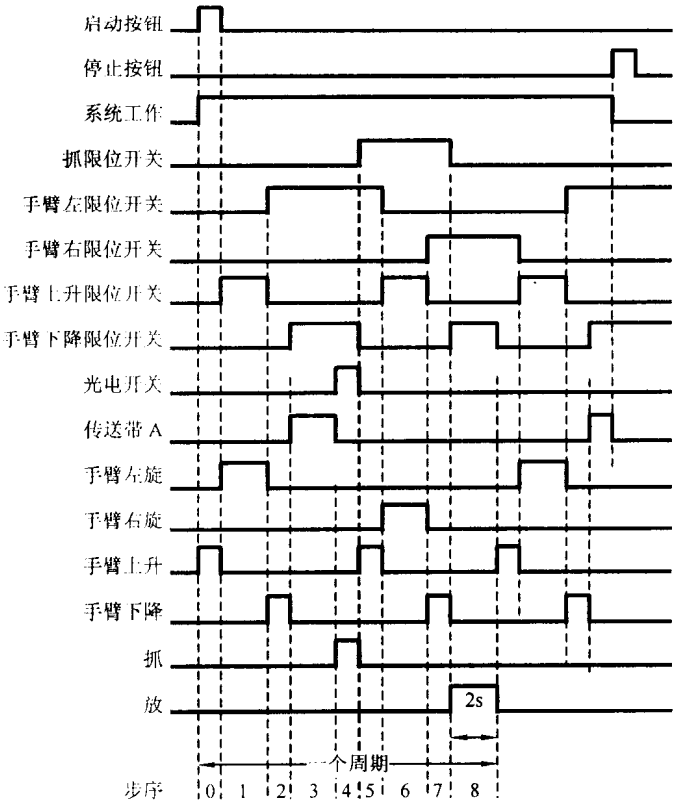 启动按钮
停止按钮
系统工作
抓限位开关
手臂左限位开关
手臂右限位开关
手臂上升限位开关
手臂下降限位开关
光电开关
传送带 A
手臂左旋
手臂右旋
手臂上升
手臂下降
抓
放
2s
一个周期
步序 0 1 2 3 4 5 6 7 8